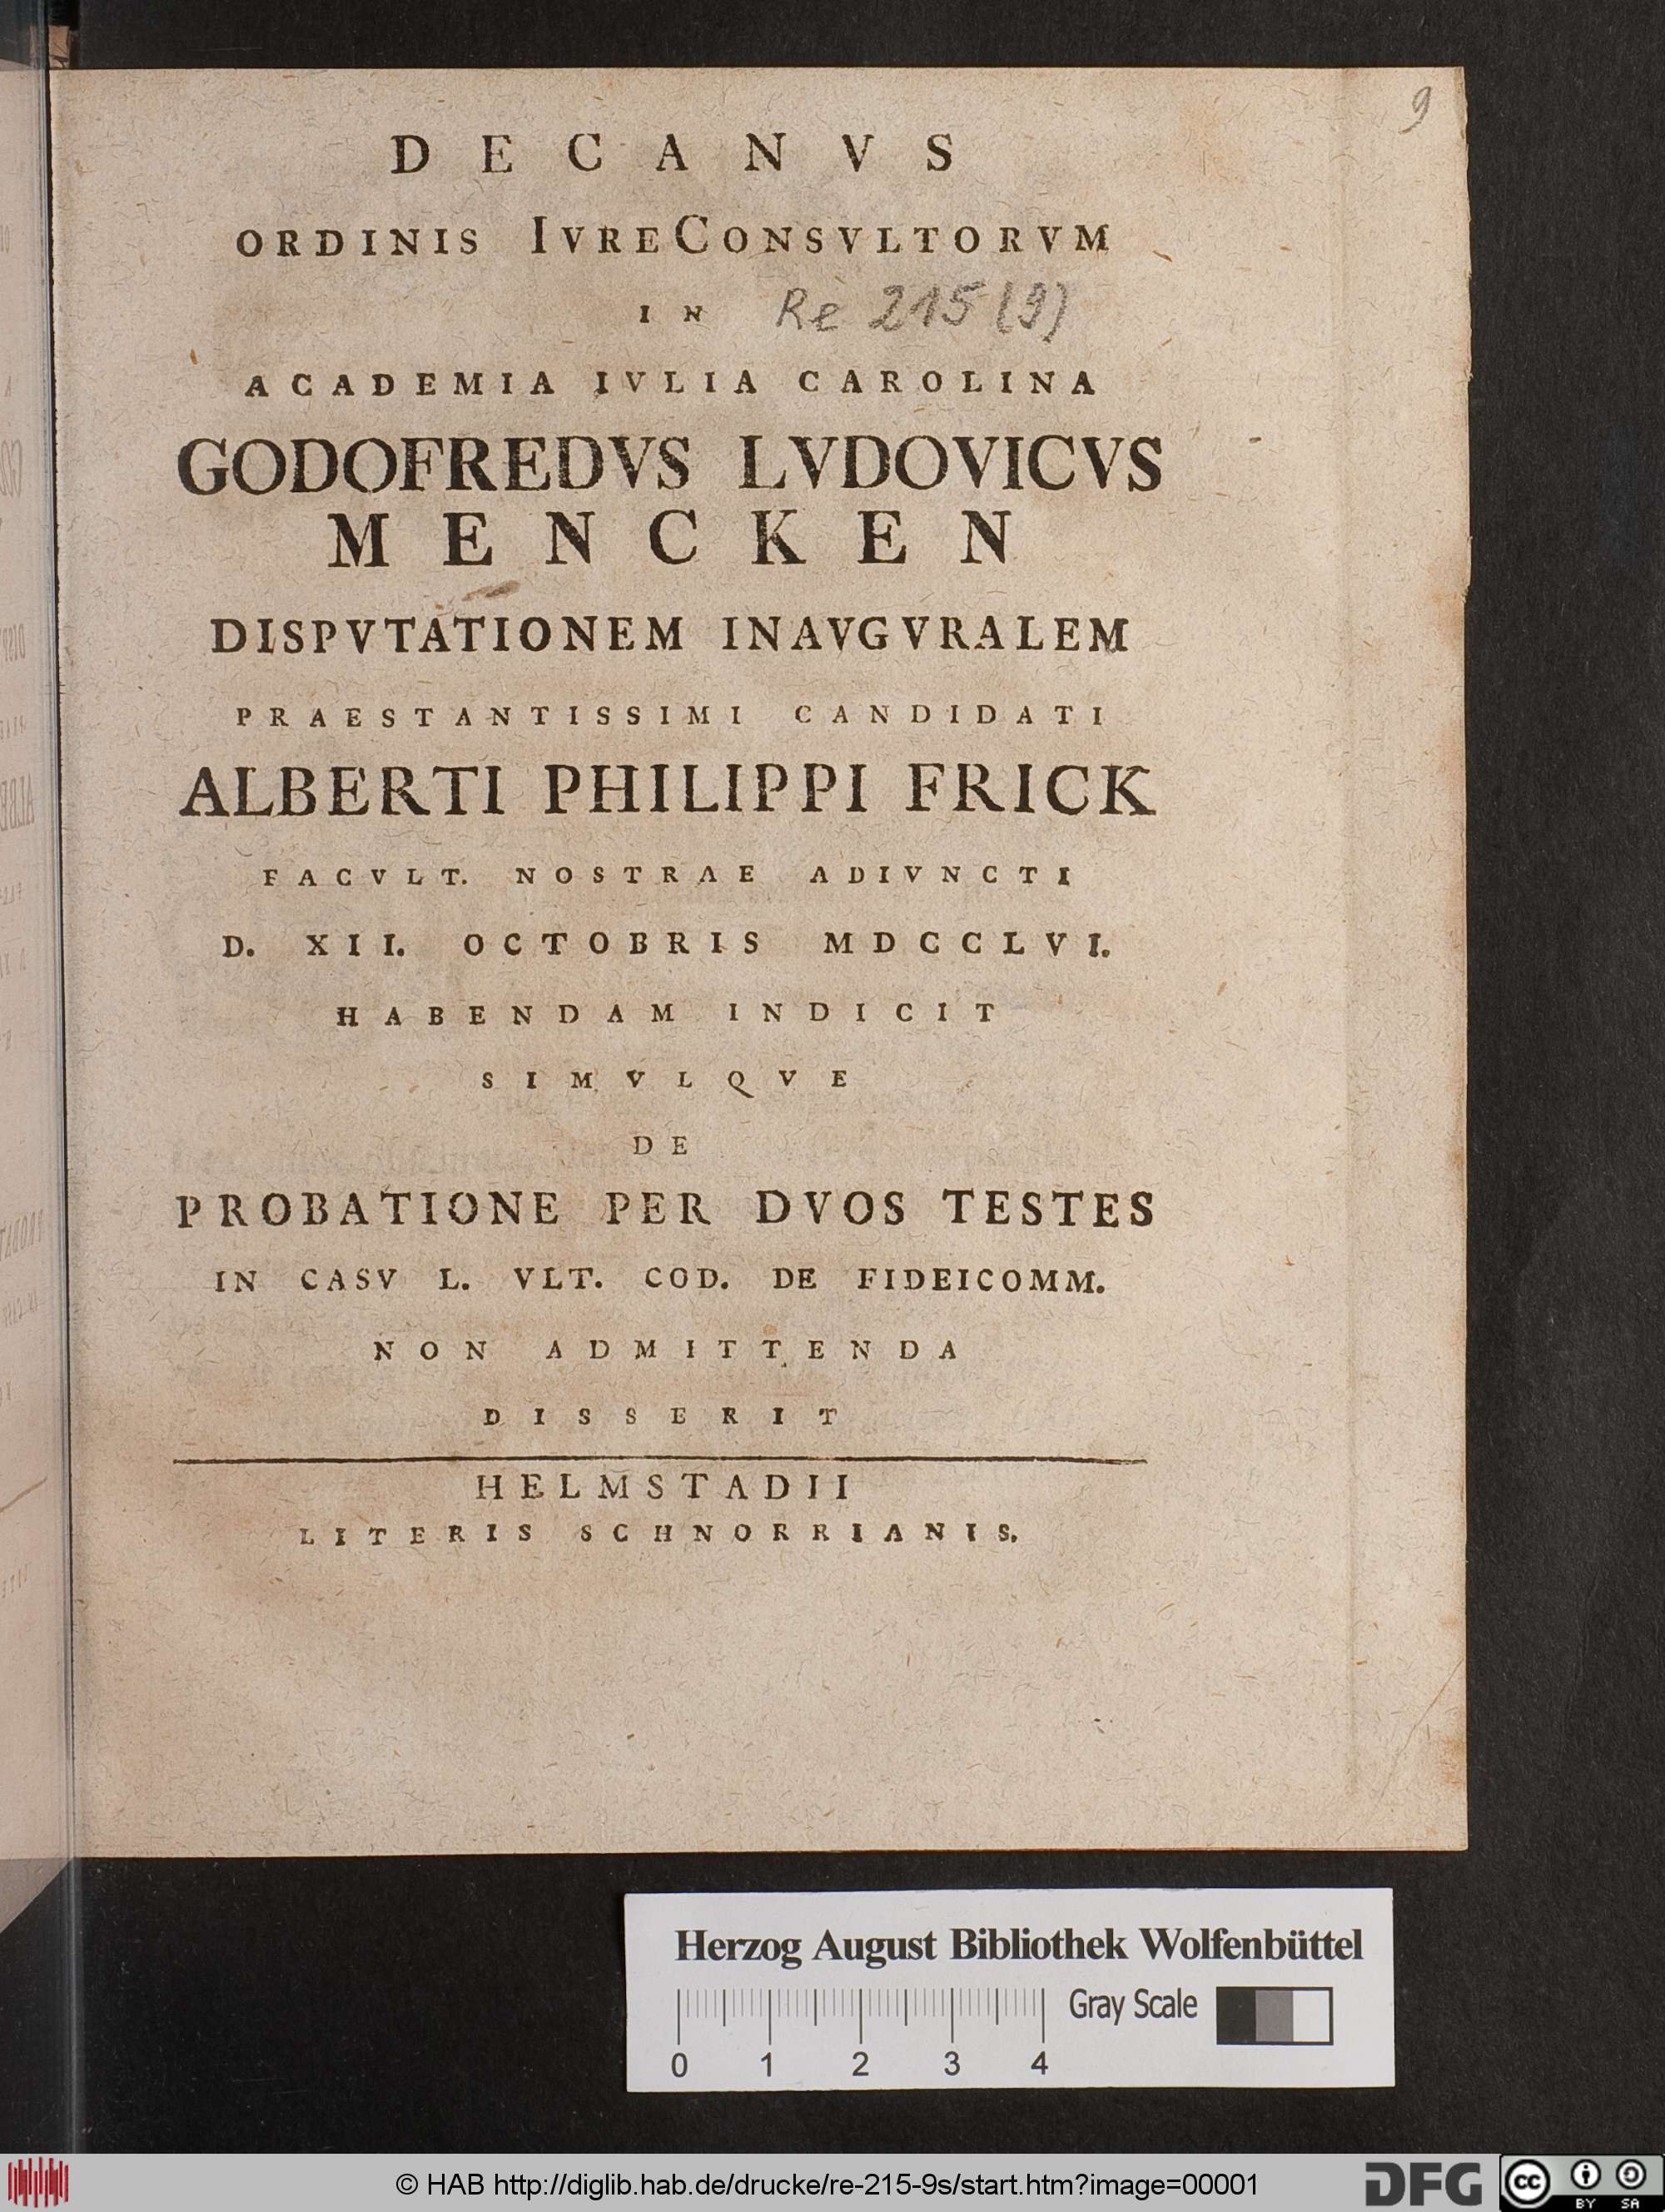 9
DECANVS
ORDINIS IVRECONSVLTORVM
IN Re 215 (9)
ACADEMIA IVLIA CAROLINA
GODOFREDVS LVDOVICVS
MENCKEN
DISPVTATIONEM INAVGVRALEM
PRAESTANTISSIMI CANDIDATI
ALBERTI PHILIPPI FRICK
FACVLT. NOSTRAE ADIVNCTI
D. XII. OCTOBRIS MDCCLVI.
HABENDAM INDICIT
SIMVLQVE
DE
PROBATIONE PER DVOS TESTES
IN CASV L. VLT. COD. DE FIDEICOMM.
NON ADMITTENDA
DISSERIT
HELMSTADII
LITERIS SCHNORRIANIS.
Herzog August Bibliothek Wolfenbüttel
Gray Scale
0 1 2 3 4
© HAB http://diglib.hab.de/drucke/re-215-9s/start.htm?image=00001
DFG
cc
BY SA